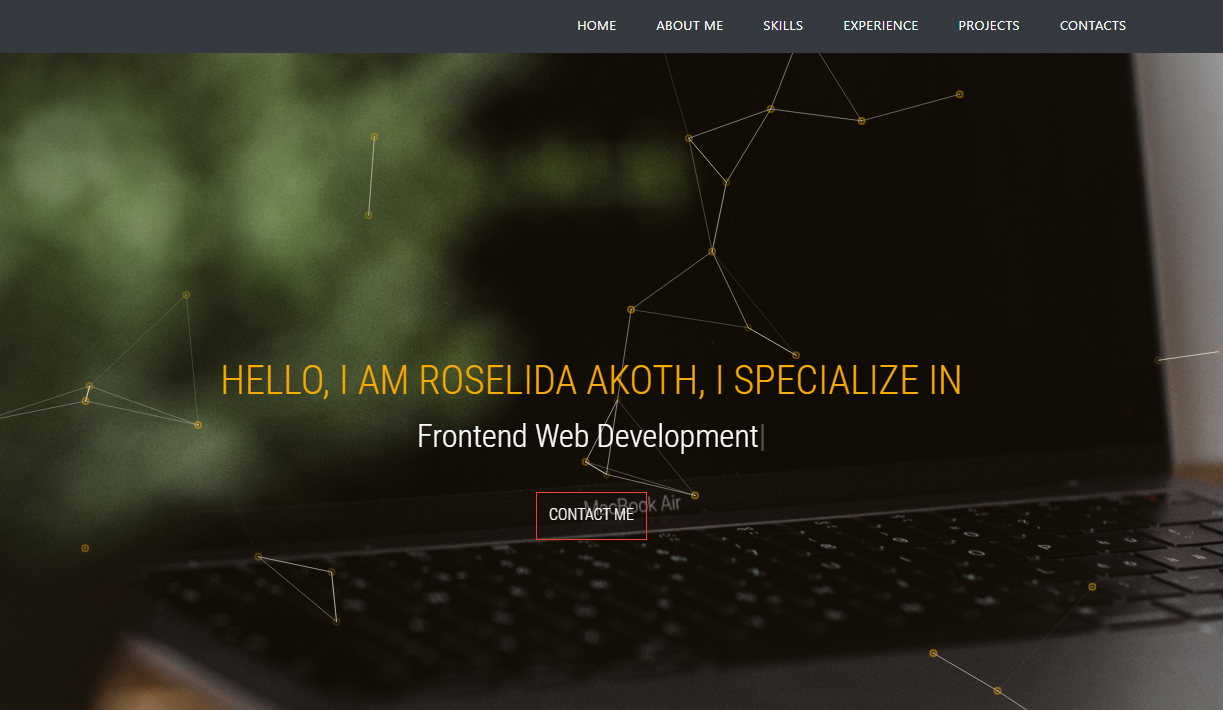 HOME ABOUT ME SKILLS EXPERIENCE PROJECTS CONTACTS
HELLO, I AM ROSELIDA AKOTH, I SPECIALIZE IN
Frontend Web Development|
MacBook Air
CONTACT ME